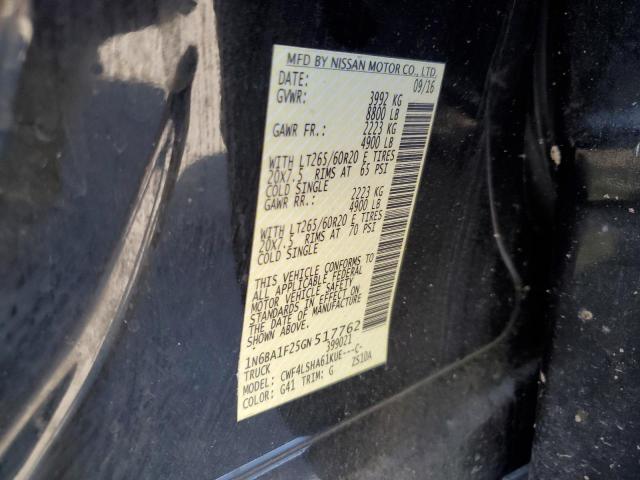 MFD BY NISSAN MOTOR CO., LTD.
DATE: 09/16
GVWR: 3992 KG
8800 LB
GAWR FR.: 2223 KG
4900 LB
WITH LT265/60R20 E TIRES
20X7.5 RIMS AT 65 PSI
COLD SINGLE
GAWR RR.: 2223 KG
4900 LB
WITH LT265/60R20 E TIRES
20X7.5 RIMS AT 70 PSI
COLD SINGLE
THIS VEHICLE CONFORMS TO
ALL APPLICABLE FEDERAL
MOTOR VEHICLE SAFETY
STANDARDS IN EFFECT ON
THE DATE OF MANUFACTURE
SHOWN ABOVE.
1N6BA1F25GN 517762
TRUCK 399021
MODEL: CWF4LSHA61KUE---C-
COLOR: G41 TRIM: G ZS10A